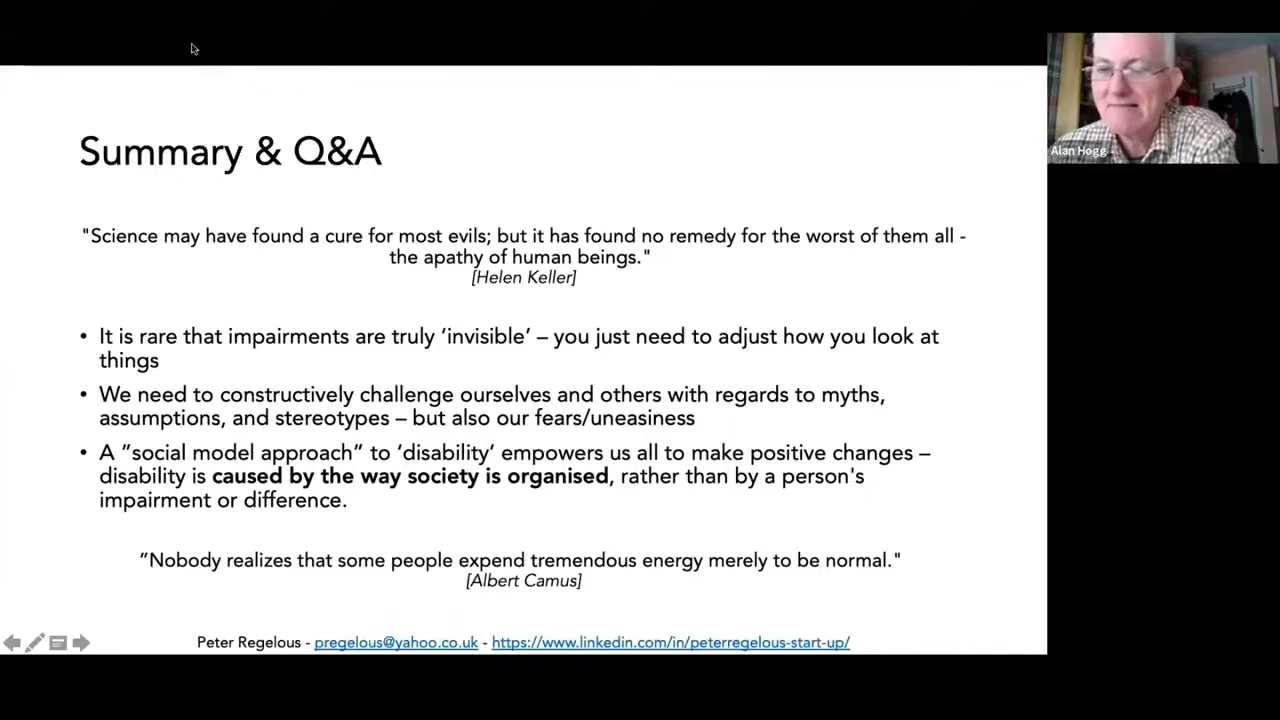 Alan Hogg
Summary & Q&A
"Science may have found a cure for most evils; but it has found no remedy for the worst of them all -
the apathy of human beings."
[Helen Keller]
• It is rare that impairments are truly ‘invisible’ – you just need to adjust how you look at
things
• We need to constructively challenge ourselves and others with regards to myths,
assumptions, and stereotypes – but also our fears/uneasiness
• A ”social model approach” to ‘disability’ empowers us all to make positive changes –
disability is caused by the way society is organised, rather than by a person's
impairment or difference.
”Nobody realizes that some people expend tremendous energy merely to be normal."
[Albert Camus]
Peter Regelous - pregelous@yahoo.co.uk - https://www.linkedin.com/in/peterregelous-start-up/